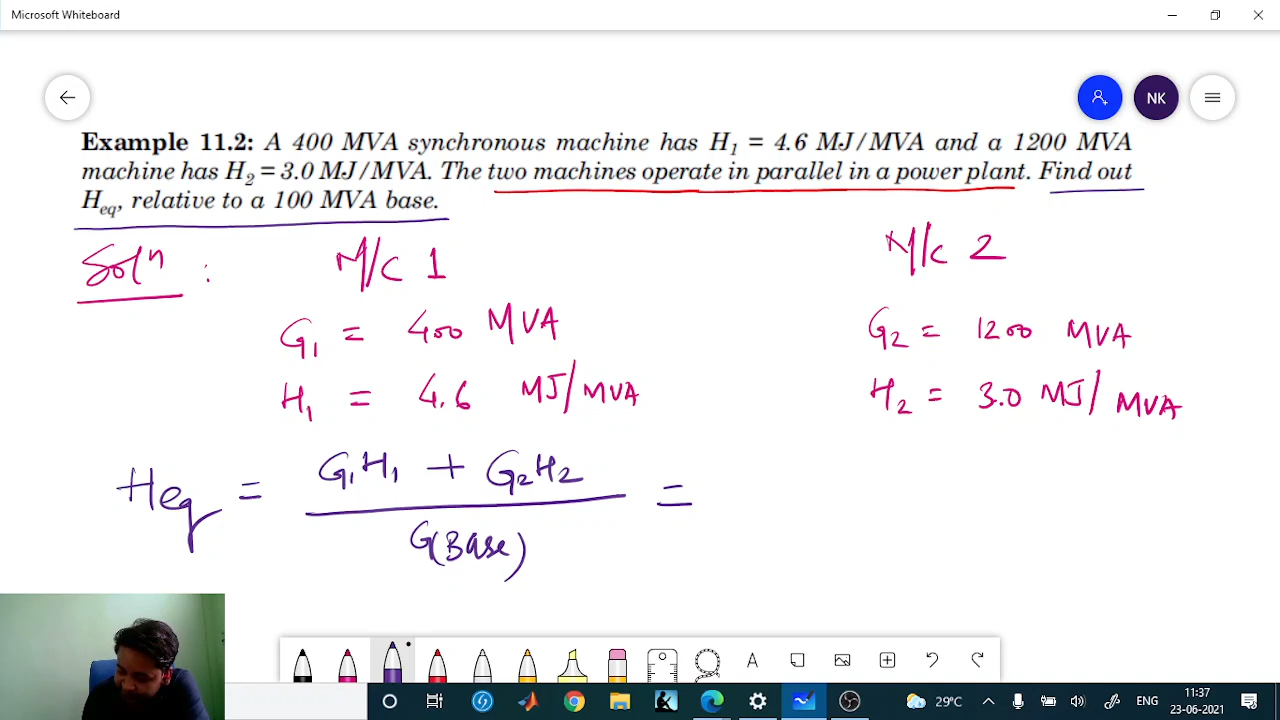 Microsoft Whiteboard
NK
Example 11.2: A 400 MVA synchronous machine has H₁ = 4.6 MJ/MVA and a 1200 MVA
machine has H₂ = 3.0 MJ/MVA. The two machines operate in parallel in a power plant. Find out
Heq, relative to a 100 MVA base.
Solⁿ : M/C 1 M/C 2
G₁ = 400 MVA G₂ = 1200 MVA
H₁ = 4.6 MJ/MVA H₂ = 3.0 MJ/MVA
Heq = G₁H₁ + G₂H₂ =
G(Base)
A
29°C ENG 11:37
23-06-2021